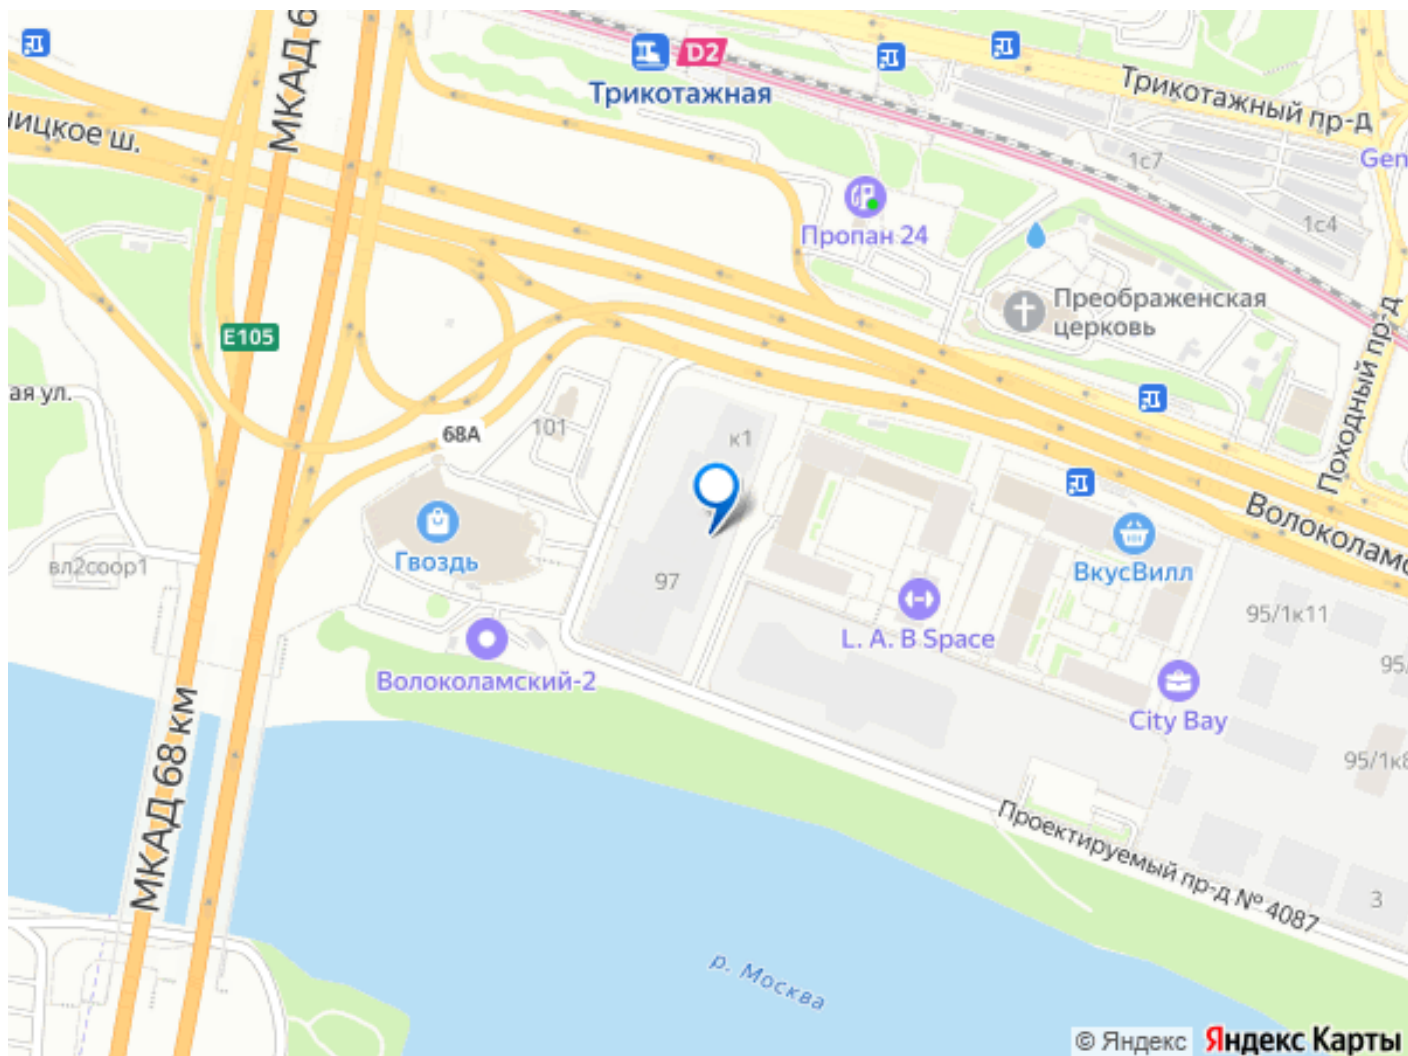 МКАД 6
D2
Трикотажная
Трикотажный пр-д
ицкое ш.
1с7
Gen
Пропан 24
1с4
Преображенская
церковь
E105
Походный пр-д
ая ул.
68А
101
к1
Гвоздь
вл2соор1
97
ВкусВилл
Волоколамс
L. A. B Space
95/1к11
95/
Волоколамский-2
City Bay
МКАД 68 км
95/1к8
Проектируемый пр-д № 4087
3
р. Москва
© Яндекс Яндекс Карты